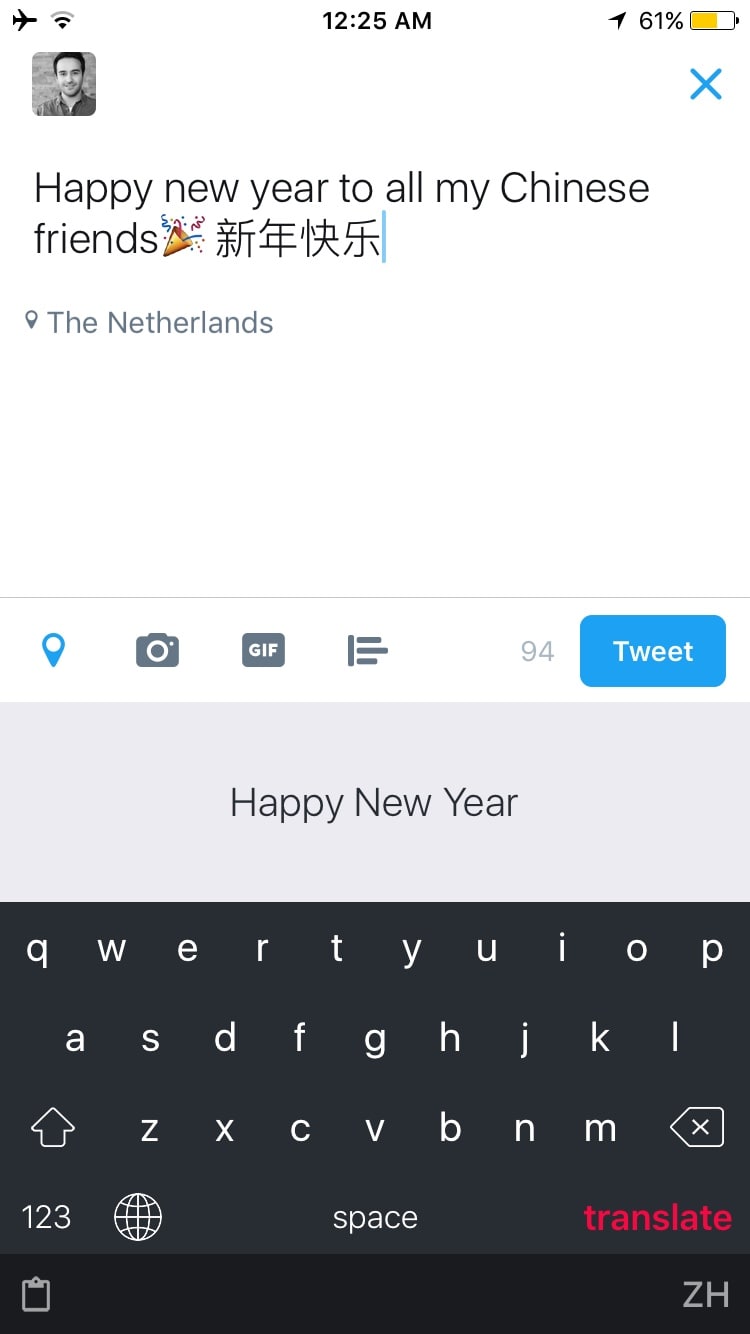 12:25 AM
61%
Happy new year to all my Chinese
friends🎉 新年快乐
The Netherlands
GIF
94
Tweet
Happy New Year
q w e r t y u i o p
a s d f g h j k l
z x c v b n m
123
space
translate
ZH